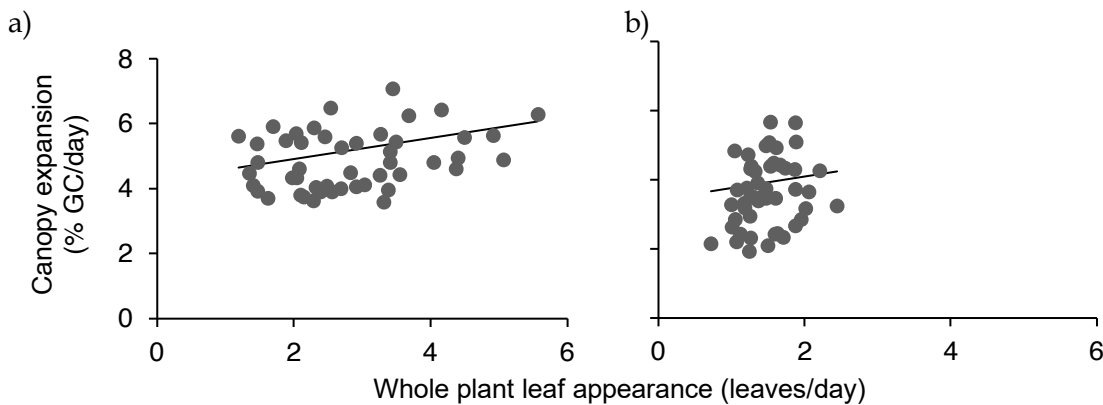 a)
b)
Canopy expansion
(% GC/day)
8
6
4
2
0
0 2 4 6
0 2 4 6
Whole plant leaf appearance (leaves/day)